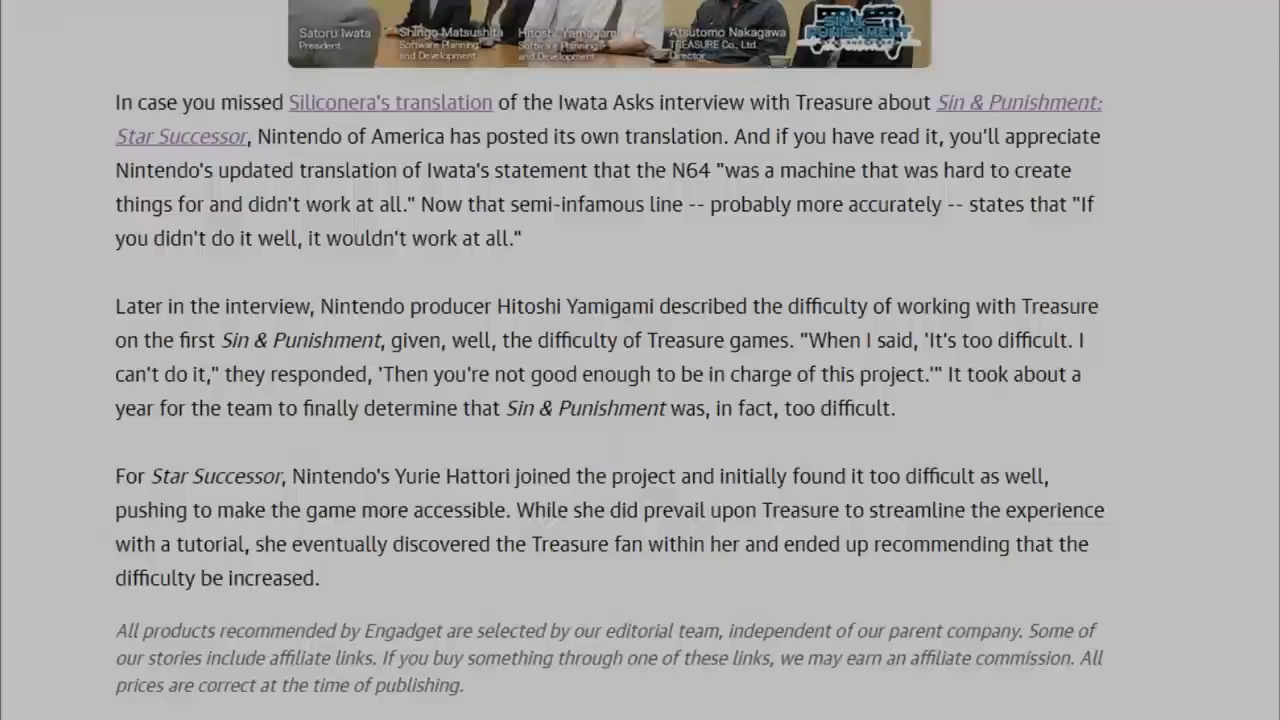 Satoru Iwata
President
Shingo Matsushita
Software Planning
and Development
Hitoshi Yamagami
Software Planning
and Development
Atsutomo Nakagawa
TREASURE Co., Ltd.
Director
SIN &
PUNISHMENT
In case you missed Siliconera's translation of the Iwata Asks interview with Treasure about Sin & Punishment:
Star Successor, Nintendo of America has posted its own translation. And if you have read it, you'll appreciate
Nintendo's updated translation of Iwata's statement that the N64 "was a machine that was hard to create
things for and didn't work at all." Now that semi-infamous line -- probably more accurately -- states that "If
you didn't do it well, it wouldn't work at all."
Later in the interview, Nintendo producer Hitoshi Yamigami described the difficulty of working with Treasure
on the first Sin & Punishment, given, well, the difficulty of Treasure games. "When I said, 'It's too difficult. I
can't do it," they responded, 'Then you're not good enough to be in charge of this project.'" It took about a
year for the team to finally determine that Sin & Punishment was, in fact, too difficult.
For Star Successor, Nintendo's Yurie Hattori joined the project and initially found it too difficult as well,
pushing to make the game more accessible. While she did prevail upon Treasure to streamline the experience
with a tutorial, she eventually discovered the Treasure fan within her and ended up recommending that the
difficulty be increased.
All products recommended by Engadget are selected by our editorial team, independent of our parent company. Some of
our stories include affiliate links. If you buy something through one of these links, we may earn an affiliate commission. All
prices are correct at the time of publishing.